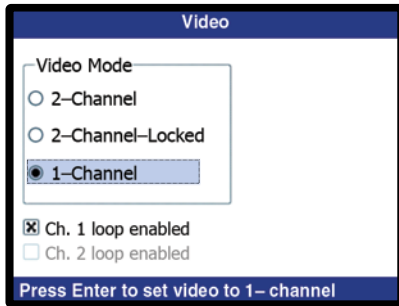 Video
Video Mode
2–Channel
2–Channel–Locked
1–Channel
Ch. 1 loop enabled
Ch. 2 loop enabled
Press Enter to set video to 1– channel